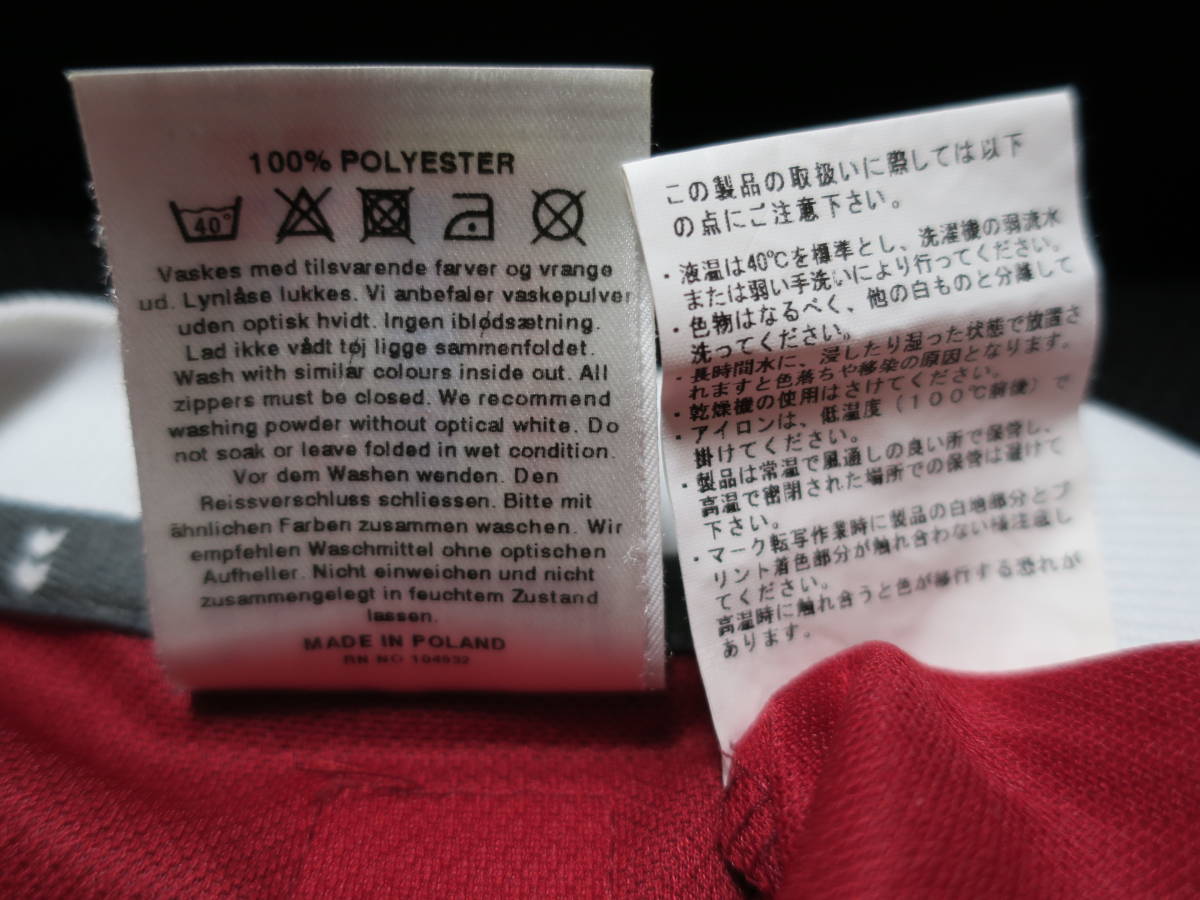 100% POLYESTER
40°
Vaskes med tilsvarende farver og vrange
ud. Lynlåse lukkes. Vi anbefaler vaskepulver
uden optisk hvidt. Ingen iblødsætning.
Lad ikke vådt tøj ligge sammenfoldet.
Wash with similar colours inside out. All
zippers must be closed. We recommend
washing powder without optical white. Do
not soak or leave folded in wet condition.
Vor dem Washen wenden. Den
Reissverschluss schliessen. Bitte mit
ähnlichen Farben zusammen waschen. Wir
empfehlen Waschmittel ohne optischen
Aufheller. Nicht einweichen und nicht
zusammengelegt in feuchtem Zustand
lassen.
MADE IN POLAND
RN NO 104932
この製品の取扱いに際しては以下
の点にご注意下さい。
・液温は40℃を標準とし、洗濯機の弱流水
または弱い手洗いにより行ってください。
・色物はなるべく、他の白ものと分離して
洗ってください。
・長時間水に、浸したり湿った状態で放置さ
れますと色落ちや移染の原因となります。
・乾燥機の使用はさけてください。
・アイロンは、低温度(100℃前後)で
掛けてください。
・製品は常温で風通しの良い所で保管し、
高温で密閉された場所での保管は避けて
下さい。
・マーク転写作業時に製品の白地部分とプ
リント着色部分が触れ合わない様注意し
てください。
高温時に触れ合うと色が移行する恐れが
あります。